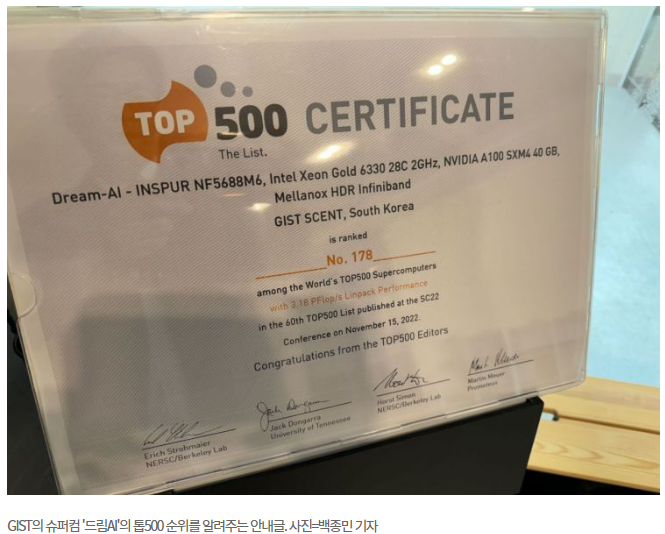 TOP 500 CERTIFICATE
The List.
Dream-AI - INSPUR NF5688M6, Intel Xeon Gold 6330 28C 2GHz, NVIDIA A100 SXM4 40 GB,
Mellanox HDR Infiniband
GIST SCENT, South Korea
is ranked
No. 178
among the World's TOP500 Supercomputers
with 3.18 PFlop/s Linpack Performance
in the 60th TOP500 List published at the SC22
Conference on November 15, 2022.
Congratulations from the TOP500 Editors
Erich Strohmaier
NERSC/Berkeley Lab
Jack Dongarra
University of Tennessee
Horst Simon
NERSC/Berkeley Lab
Martin Meuer
Prometeus
GIST의 슈퍼컴 '드림AI'의 톱500 순위를 알려주는 안내글. 사진=백종민 기자